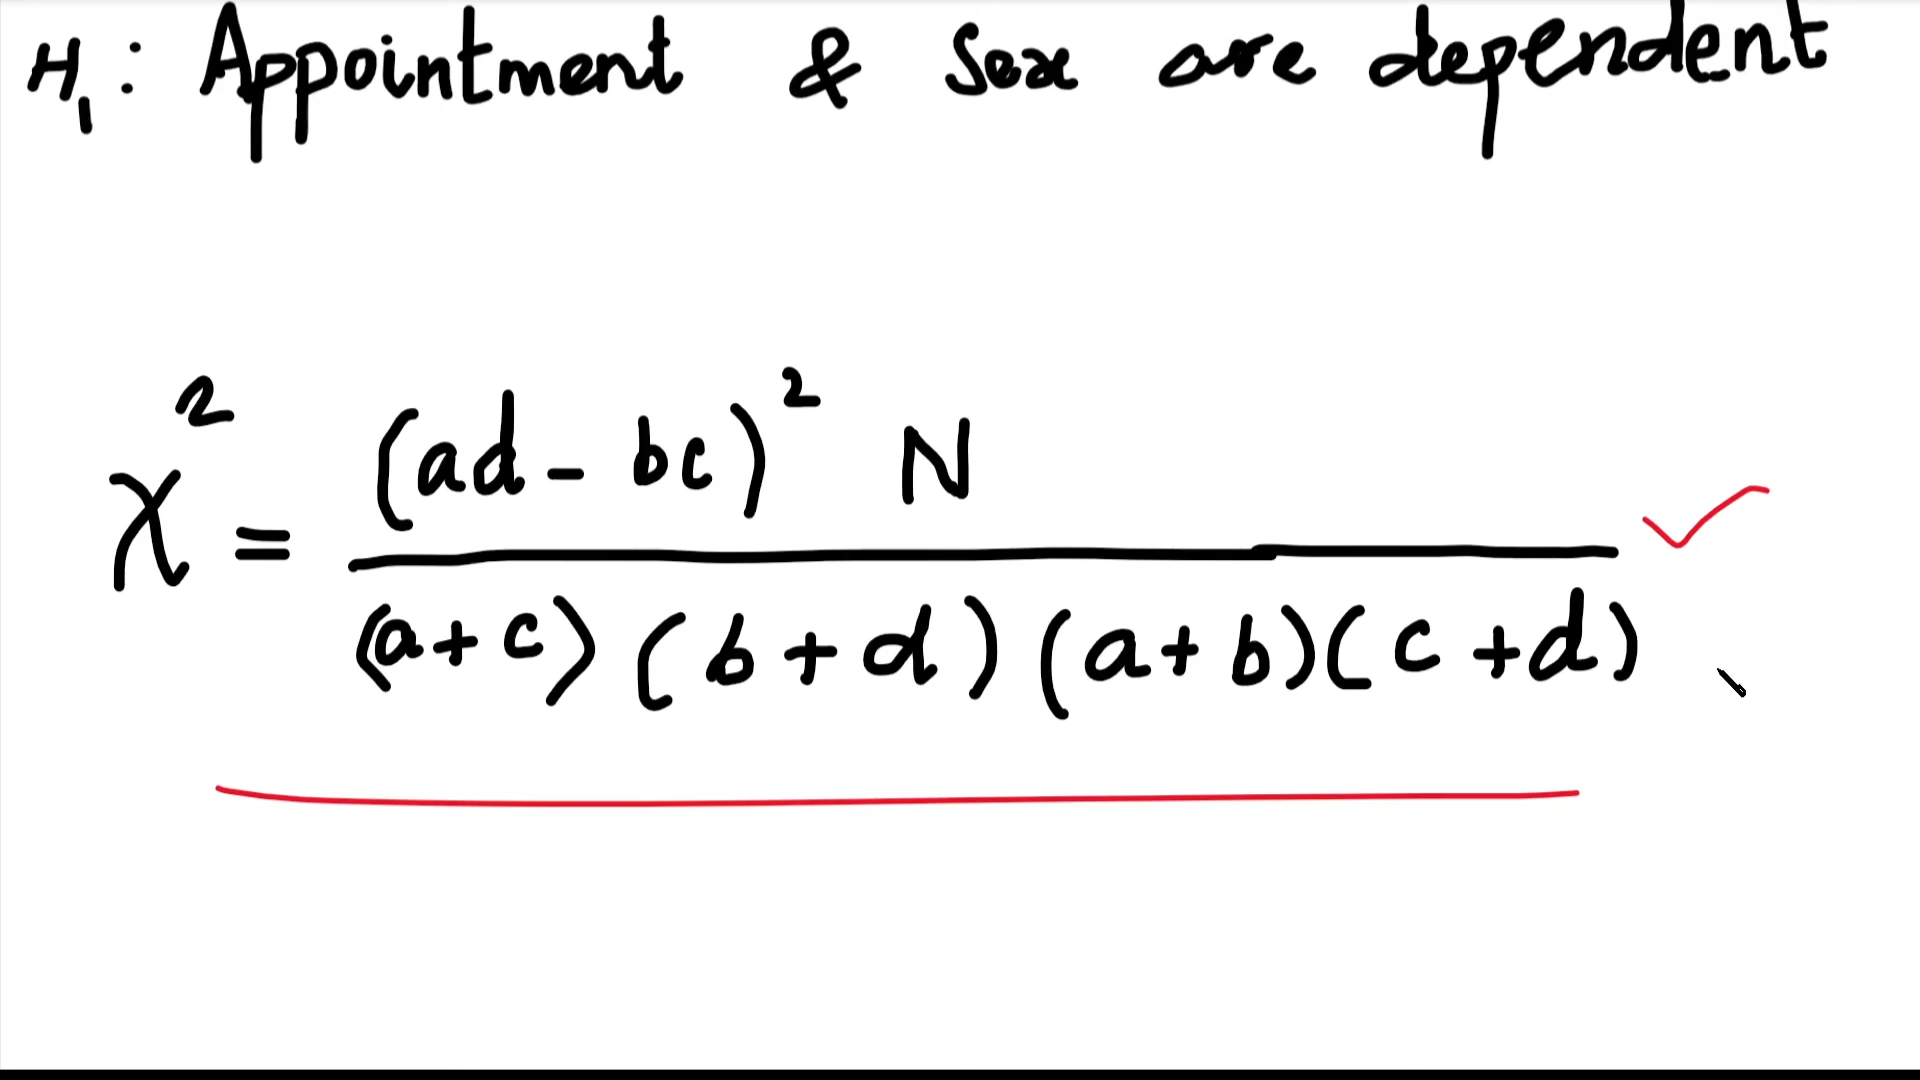 H₁: Appointment & Sex are dependent
χ² = (ad - bc)² N
(a+c) (b+d) (a+b)(c+d)